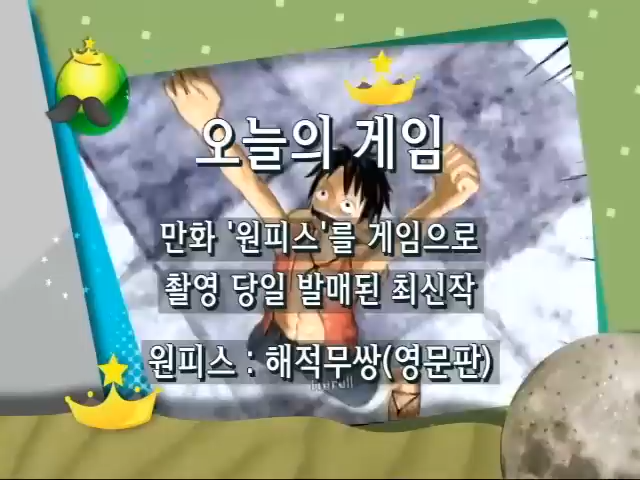 오늘의 게임
만화 '원피스'를 게임으로
촬영 당일 발매된 최신작
원피스 : 해적무쌍(영문판)